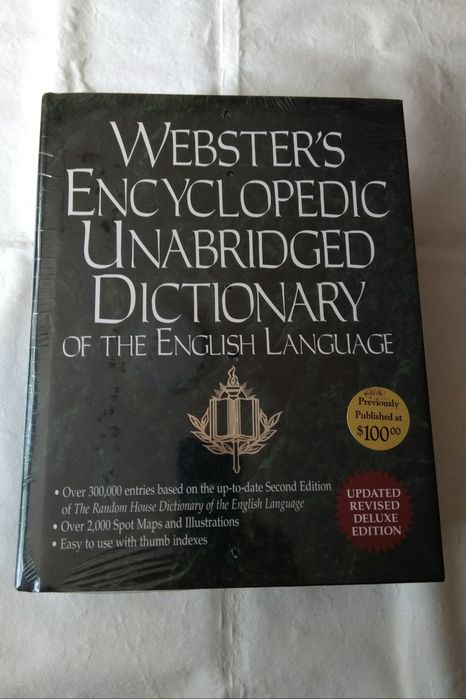 WEBSTER'S
ENCYCLOPEDIC
UNABRIDGED
DICTIONARY
OF THE ENGLISH LANGUAGE
Previously
Published at
$100.00
• Over 300,000 entries based on the up-to-date Second Edition
of The Random House Dictionary of the English Language
• Over 2,000 Spot Maps and Illustrations
• Easy to use with thumb indexes
UPDATED
REVISED
DELUXE
EDITION